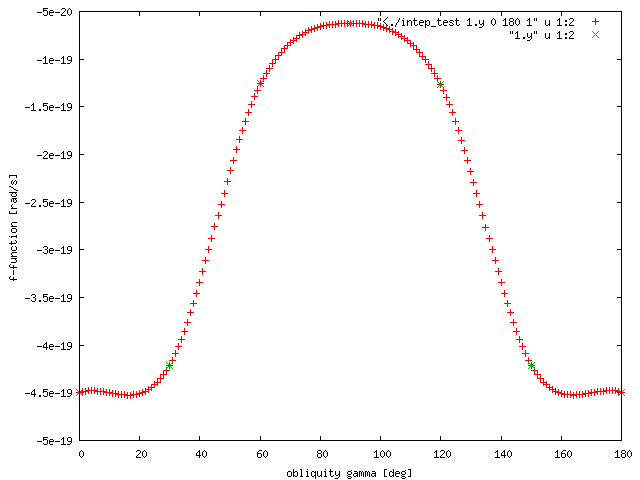 -5e-20
"<./intep_test 1.y 0 180 1" u 1:2
"1.y" u 1:2
-1e-19
-1.5e-19
-2e-19
-2.5e-19
-3e-19
-3.5e-19
-4e-19
-4.5e-19
-5e-19
f-function [rad/s]
0 20 40 60 80 100 120 140 160 180
obliquity gamma [deg]